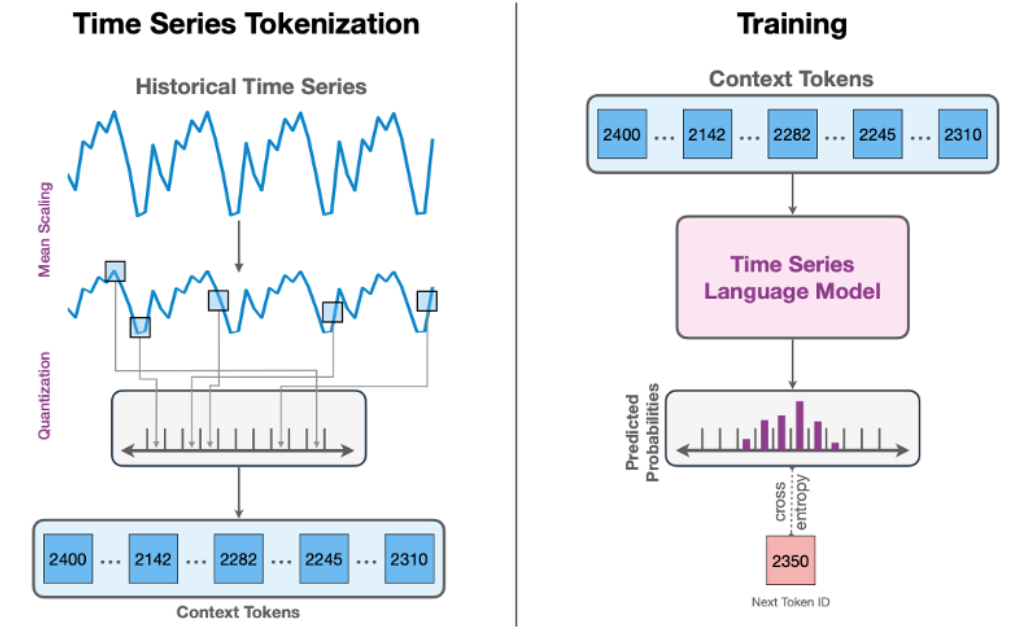 Time Series Tokenization
Historical Time Series
Mean Scaling
Quantization
2400 ... 2142 ... 2282 ... 2245 ... 2310
Context Tokens
Training
Context Tokens
2400 ... 2142 ... 2282 ... 2245 ... 2310
Time Series
Language Model
Predicted
Probabilities
cross
entropy
2350
Next Token ID